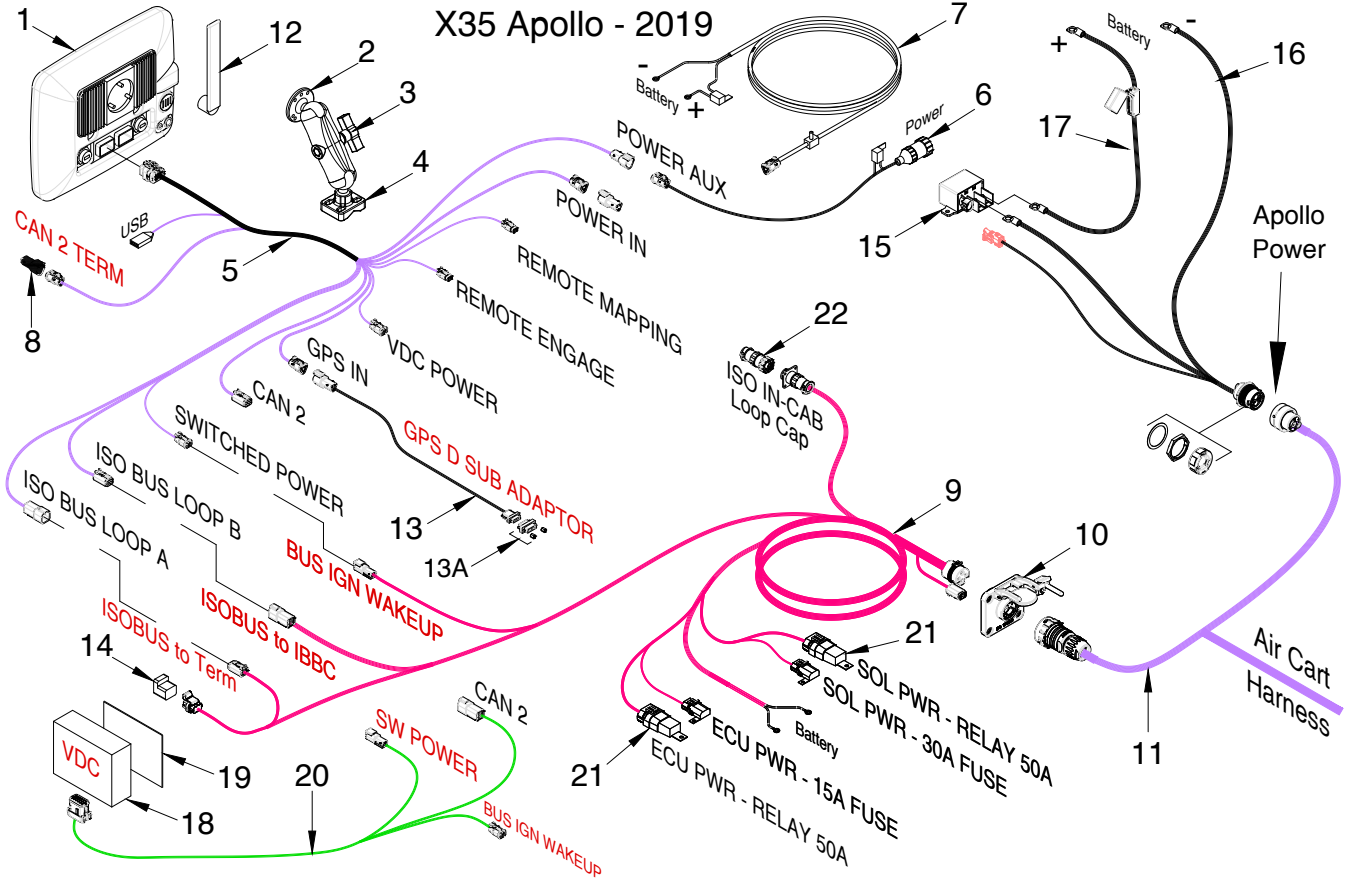 X35 Apollo - 2019
1
12
2
3
4
7
6
-
Battery +
Power
+
Battery
-
16
17
15
Apollo
Power
POWER AUX
POWER IN
REMOTE MAPPING
REMOTE ENGAGE
VDC POWER
GPS IN
CAN 2
USB
CAN 2 TERM
5
8
SWITCHED POWER
ISO BUS LOOP B
ISO BUS LOOP A
GPS D SUB ADAPTOR
13
13A
22
ISO IN-CAB
Loop Cap
9
10
BUS IGN WAKEUP
ISOBUS to IBBC
ISOBUS to Term
14
VDC
19
18
20
SW POWER
CAN 2
BUS IGN WAKEUP
21
21
SOL PWR - RELAY 50A
SOL PWR - 30A FUSE
Battery
ECU PWR - 15A FUSE
ECU PWR - RELAY 50A
11
Air Cart
Harness